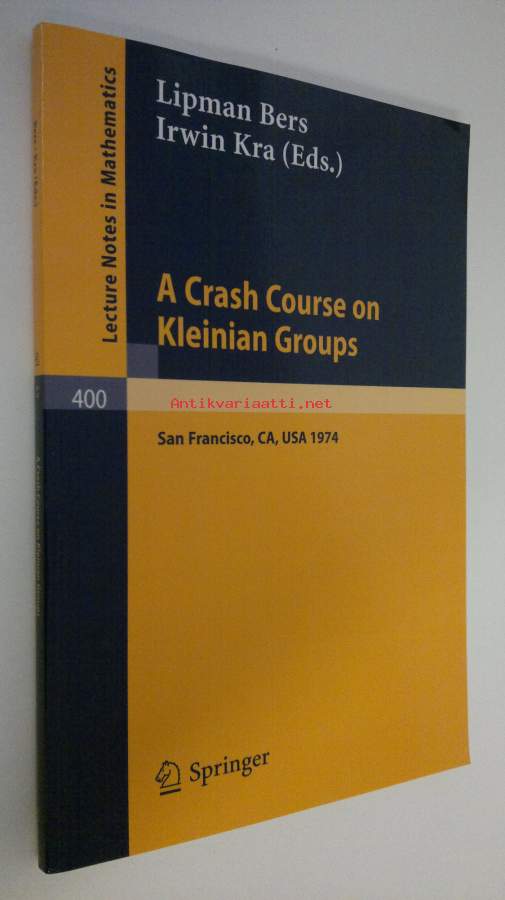 Lecture Notes in Mathematics
Lipman Bers
Irwin Kra (Eds.)
A Crash Course on
Kleinian Groups
400
Antikvariaatti.net
San Francisco, CA, USA 1974
Springer